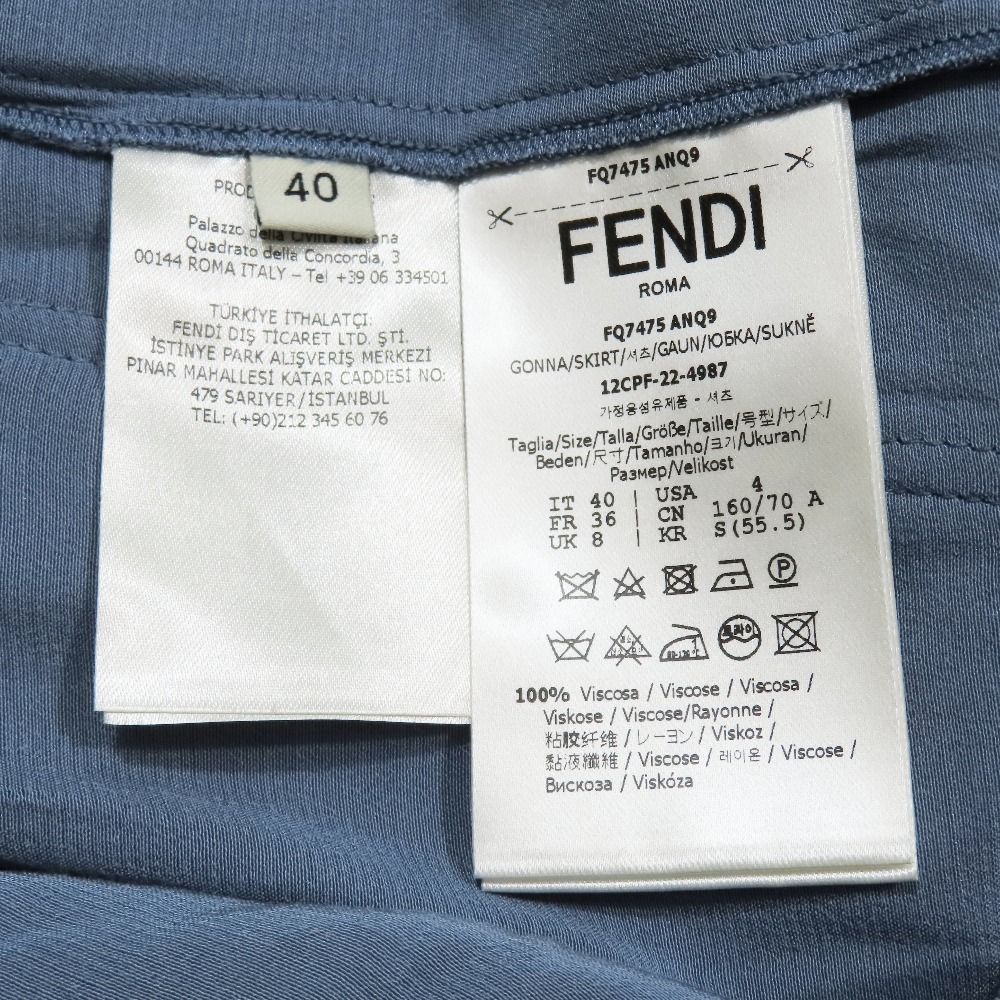 40
PROD
Palazzo della Civiltà Italiana
Quadrato della Concordia, 3
00144 ROMA ITALY – Tel +39 06 334501
TÜRKİYE İTHALATÇI:
FENDİ DIŞ TİCARET LTD. ŞTİ.
İSTİNYE PARK ALIŞVERİŞ MERKEZİ
PINAR MAHALLESİ KATAR CADDESİ NO:
479 SARIYER/İSTANBUL
TEL: (+90)212 345 60 76
FQ7475 ANQ9
FENDI
ROMA
FQ7475 ANQ9
GONNA/SKIRT/셔츠/GAUN/ЮБКА/SUKNĚ
12CPF-22-4987
가정용섬유제품 - 셔츠
Taglia/Size/Talla/Größe/Taille/号型/サイズ/
Beden/尺寸/Tamanho/크기/Ukuran/
Размер/Velikost
IT 40 | USA 4
FR 36 | CN 160/70 A
UK 8 | KR S(55.5)
P
드라이
100% Viscosa / Viscose / Viscosa /
Viskose / Viscose/Rayonne /
粘胶纤维 / レーヨン / Viskoz /
黏液纖維 / Viscose / 레이온 / Viscose /
Вискоза / Viskóza